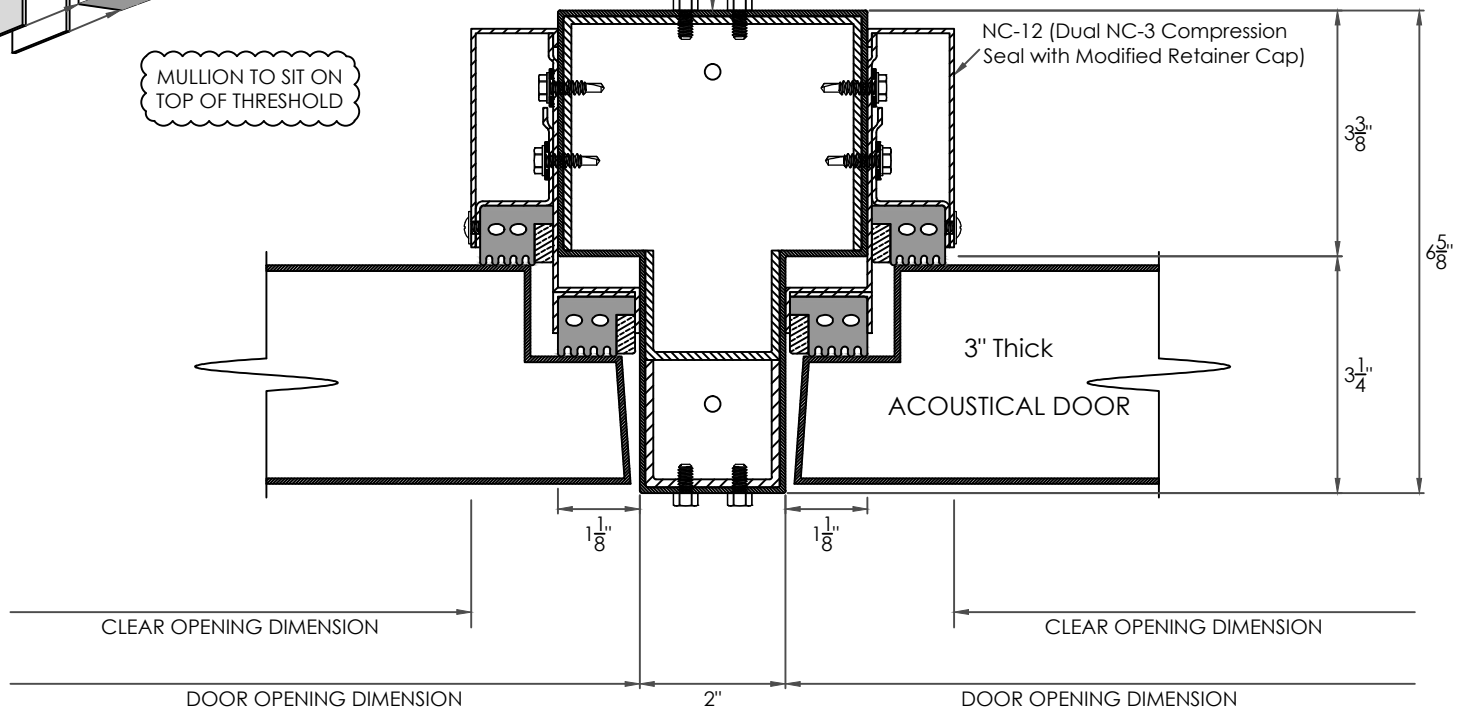 NC-12 (Dual NC-3 Compression
Seal with Modified Retainer Cap)
MULLION TO SIT ON
TOP OF THRESHOLD
3 3/8"
6 5/8"
3" Thick
3 1/4"
ACOUSTICAL DOOR
1 1/8"
1 1/8"
CLEAR OPENING DIMENSION
CLEAR OPENING DIMENSION
DOOR OPENING DIMENSION
2"
DOOR OPENING DIMENSION